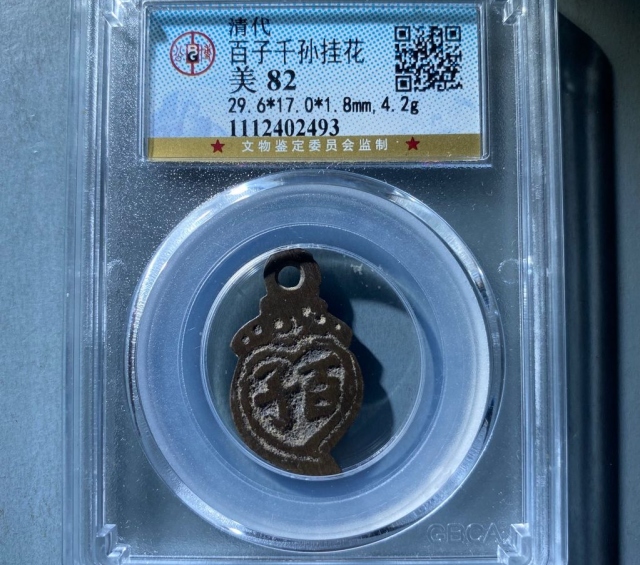 清代
百子千孙挂花
美 82
29.6*17.0*1.8mm,4.2g
1112402493
★ 文物鉴定委员会监制 ★
子百
GBCA